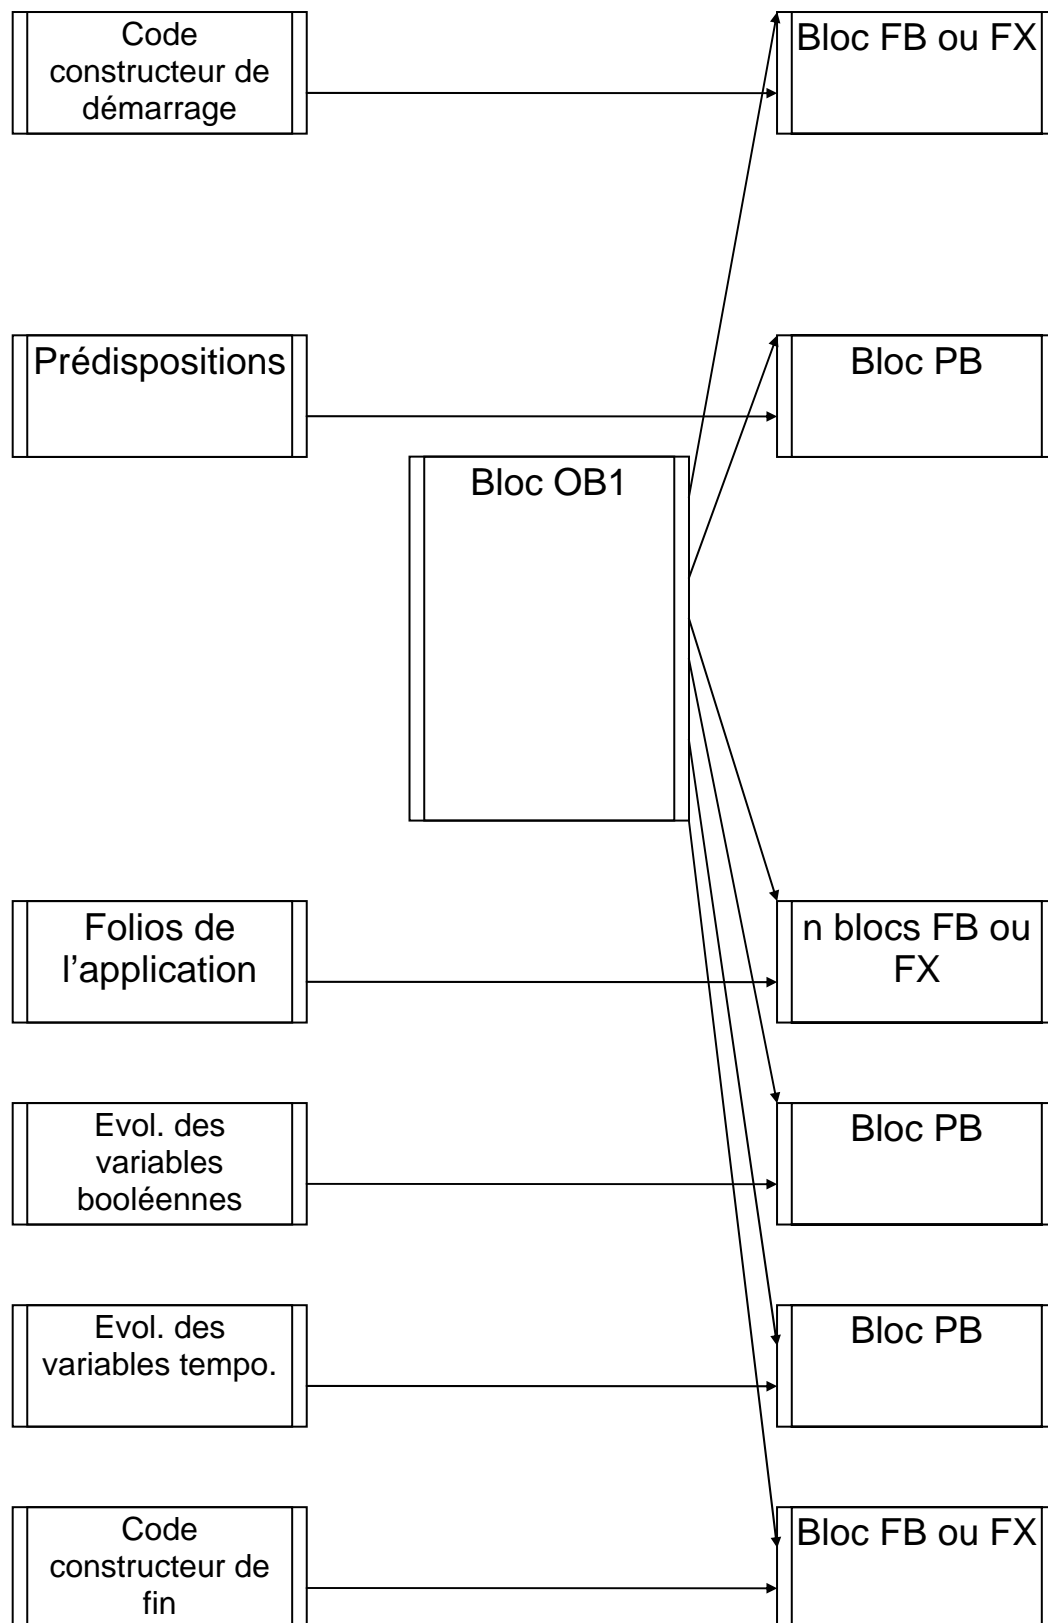 Code
constructeur de
démarrage
Bloc FB ou FX
Prédispositions
Bloc PB
Bloc OB1
Folios de
l’application
n blocs FB ou
FX
Evol. des
variables
booléennes
Bloc PB
Evol. des
variables tempo.
Bloc PB
Code
constructeur de
fin
Bloc FB ou FX